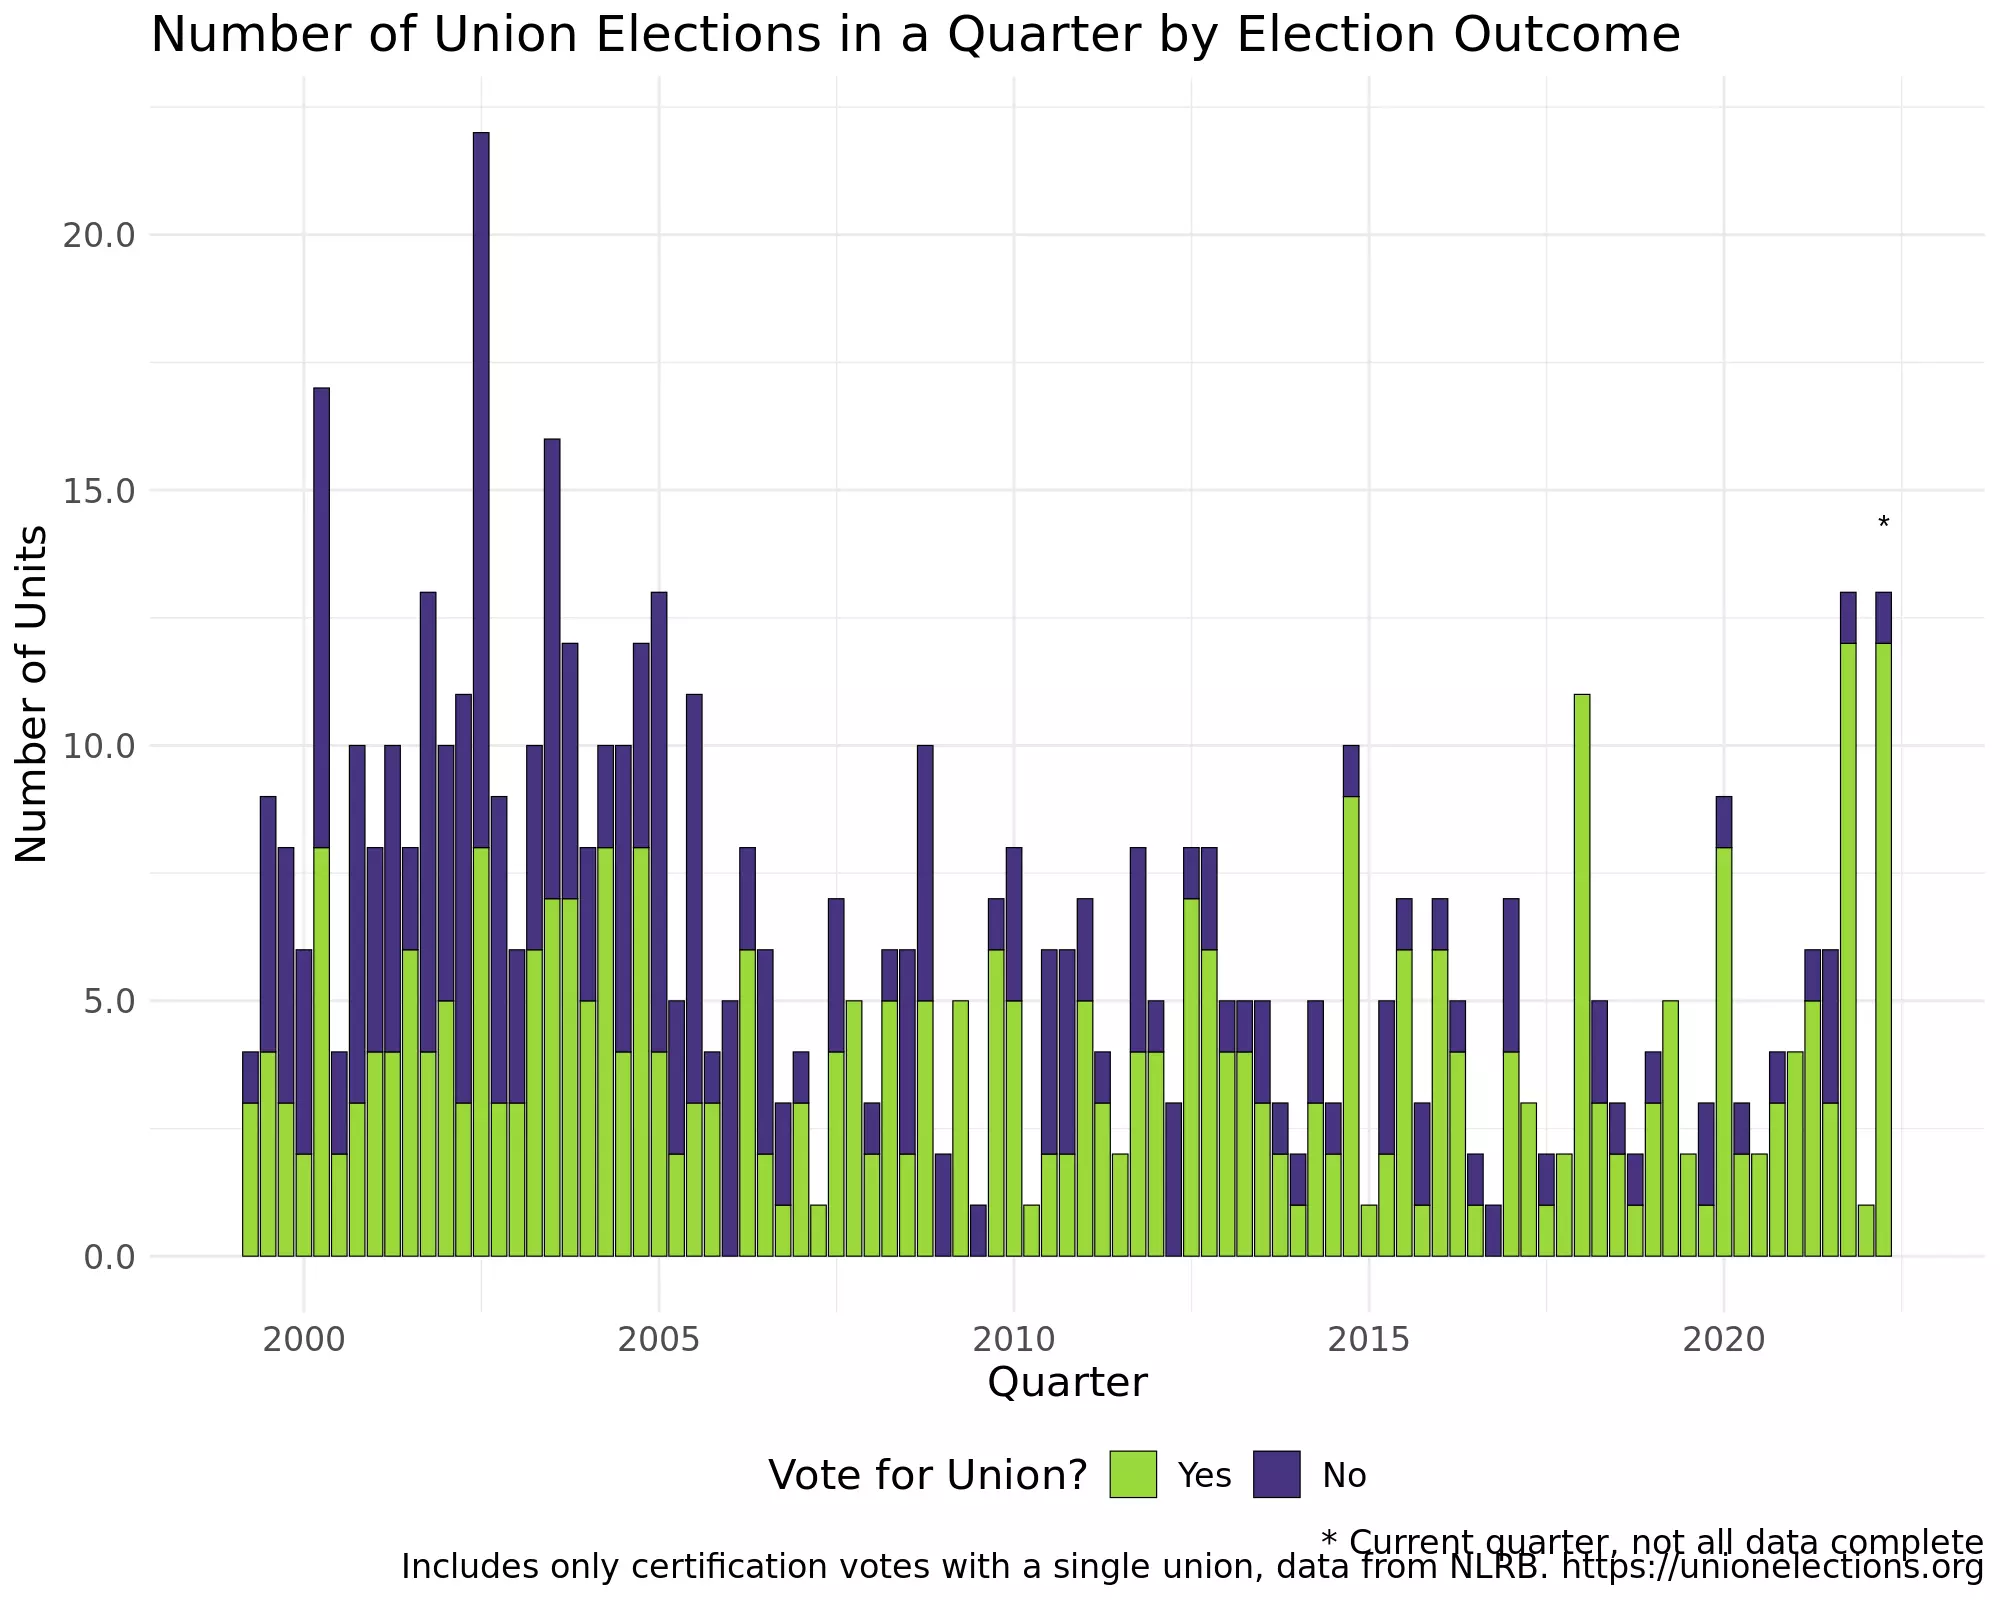 Number of Union Elections in a Quarter by Election Outcome
20.0
15.0
10.0
5.0
0.0
Number of Units
*
2000 2005 2010 2015 2020
Quarter
Vote for Union? Yes No
* Current quarter, not all data complete
Includes only certification votes with a single union, data from NLRB. https://unionelections.org